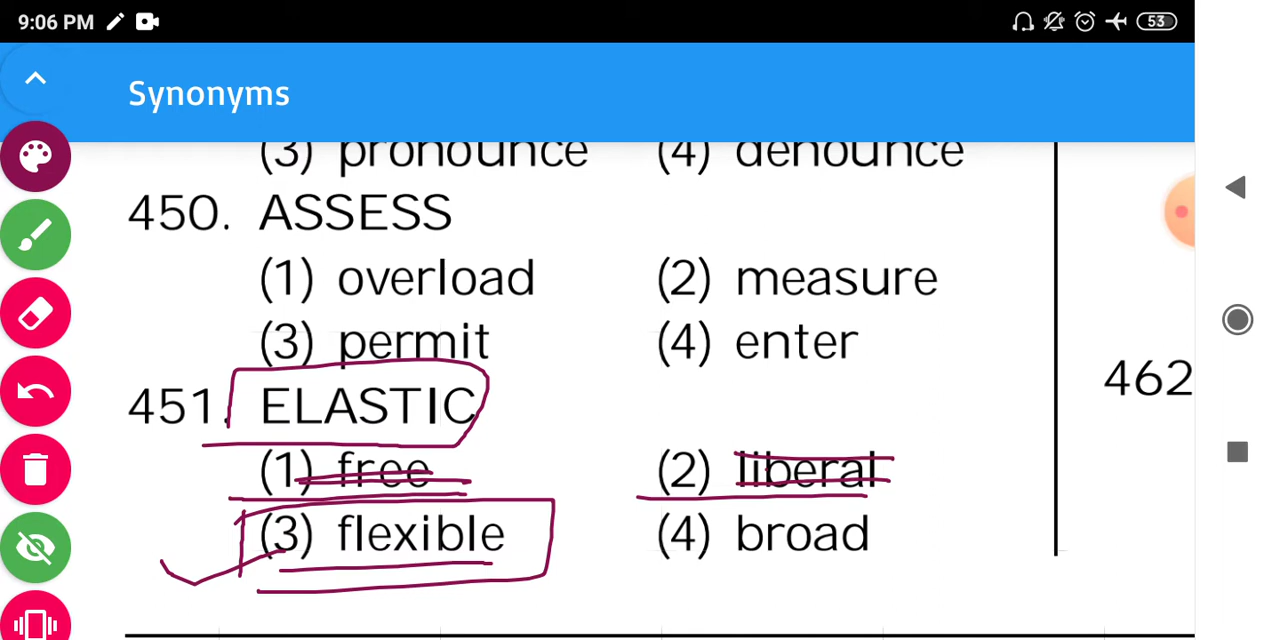 9:06 PM 53
Synonyms
(3) pronounce (4) denounce
450. ASSESS
(1) overload (2) measure
(3) permit (4) enter
462
451. ELASTIC
(1) free (2) liberal
(3) flexible (4) broad